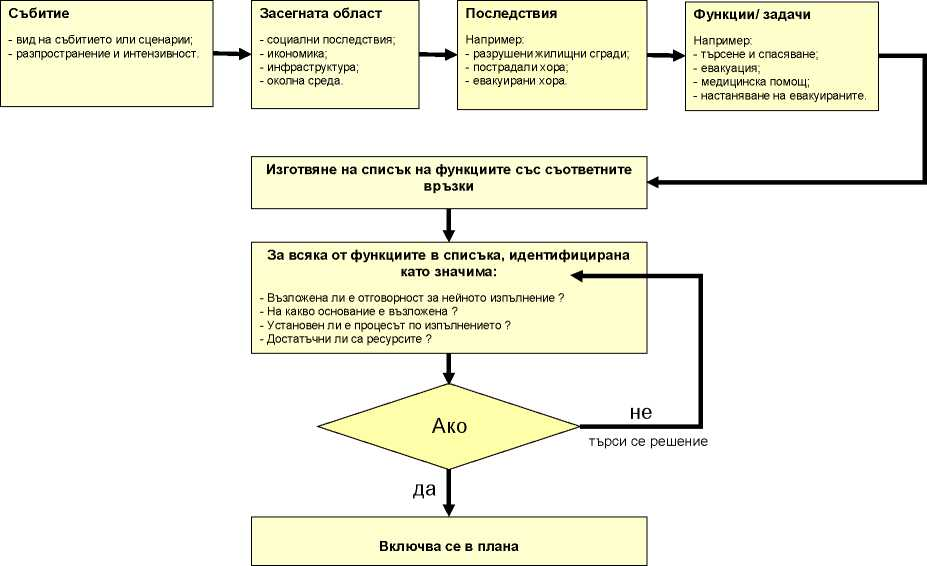 Събитие
- вид на събитието или сценарии;
- разпространение и интензивност.
Засегната област
- социални последствия;
- икономика;
- инфраструктура;
- околна среда.
Последствия
Например:
- разрушени жилищни сгради;
- пострадали хора;
- евакуирани хора.
Функции/ задачи
Например:
- търсене и спасяване;
- евакуация;
- медицинска помощ;
- настаняване на евакуираните.
Изготвяне на списък на функциите със съответните
връзки
За всяка от функциите в списъка, идентифицирана
като значима:
- Възложена ли е отговорност за нейното изпълнение ?
- На какво основание е възложена ?
- Установен ли е процесът по изпълнението ?
- Достатъчни ли са ресурсите ?
Ако
не
търси се решение
да
Включва се в плана